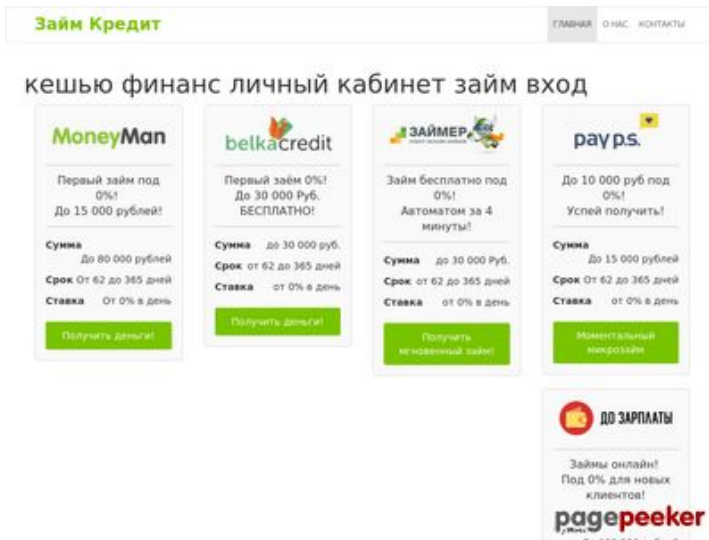 Займ Кредит
ГЛАВНАЯ О НАС КОНТАКТЫ
кешью финанс личный кабинет займ вход
MoneyMan
Первый займ под
0%!
До 15 000 рублей!
Сумма
До 80 000 рублей
Срок От 62 до 365 дней
Ставка От 0% в день
Получить деньги!
belkacredit
Первый заём 0%!
До 30 000 Руб.
БЕСПЛАТНО!
Сумма до 30 000 руб.
Срок от 62 до 365 дней
Ставка от 0% в день
Получить деньги!
ЗАЙМЕР
Займ бесплатно под
0%!
Автоматом за 4
минуты!
Сумма до 30 000 Руб.
Срок от 62 до 365 дней
Ставка от 0% в день
Получить
мгновенный займ!
pay p.s.
До 10 000 руб под
0%!
Успей получить!
Сумма
До 15 000 рублей
Срок От 62 до 365 дней
Ставка От 0% в день
Моментальный
микрозайм
ДО ЗАРПЛАТЫ
Займы онлайн!
Под 0% для новых
клиентов!
pagepeeker